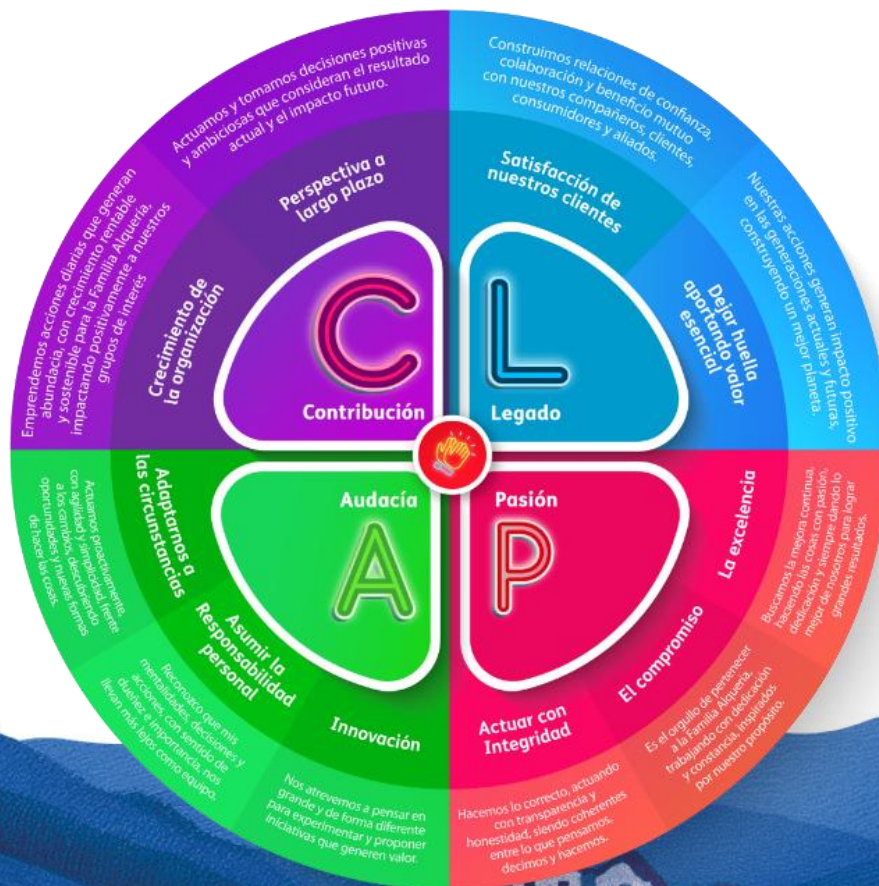 Actuamos y tomamos decisiones positivas
y ambiciosas que consideran el resultado
actual y el impacto futuro.
Perspectiva a
largo plazo
Emprendemos acciones diarias que generan
abundacia, con crecimiento rentable
y sostenible para la Familia Alquería,
impactando positivamente a nuestros
grupos de interés
Crecimiento de
la organización
C
Contribución
Construimos relaciones de confianza,
colaboración y beneficio mutuo
con nuestros compañeros, clientes,
consumidores y aliados.
Satisfacción de
nuestros clientes
Nuestras acciones generan impacto positivo
en las generaciones actuales y futuras,
construyendo un mejor planeta.
Dejar huella
aportando valor
esencial
L
Legado
Audacía
A
Adaptarnos a
las circunstancias
Actuamos proactivamente,
con agilidad y simplicidad, frente
a los cambios, descubriendo
oportunidades y nuevas formas
de hacer las cosas.
Asumir la
Responsabilidad
personal
Reconozco que mis
mentalidades, decisiones y
acciones, con sentido de
dueñez e importancia, nos
llevan más lejos como equipo.
Innovación
Nos atrevemos a pensar en
grande y de forma diferente
para experimentar y proponer
iniciativas que generen valor.
Pasión
P
La excelencia
Buscamos la mejora continua,
haciendo las cosas con pasión,
dedicación y siempre dando lo
mejor de nosotros para lograr
grandes resultados.
El compromiso
Es el orgullo de pertenecer
a la Familia Alquería,
trabajando con dedicación
y constancia, inspirados
por nuestro propósito.
Actuar con
Integridad
Hacemos lo correcto, actuando
con transparencia y
honestidad, siendo coherentes
entre lo que pensamos,
decimos y hacemos.